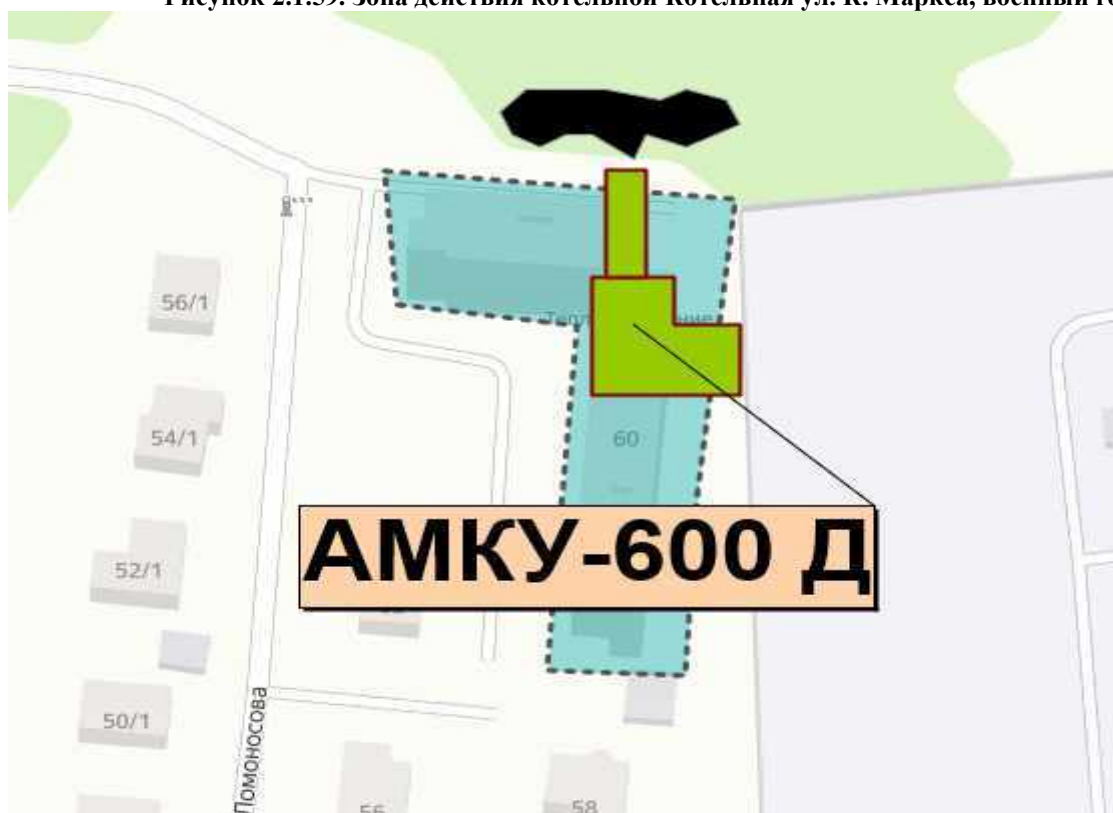 Рисунок 2.1.39. Зона действия котельной Котельная ул. К. Маркса, военный
56/1
54/1
60
АМКУ-600 Д
52/1
50/1
Ломоносова
56
58